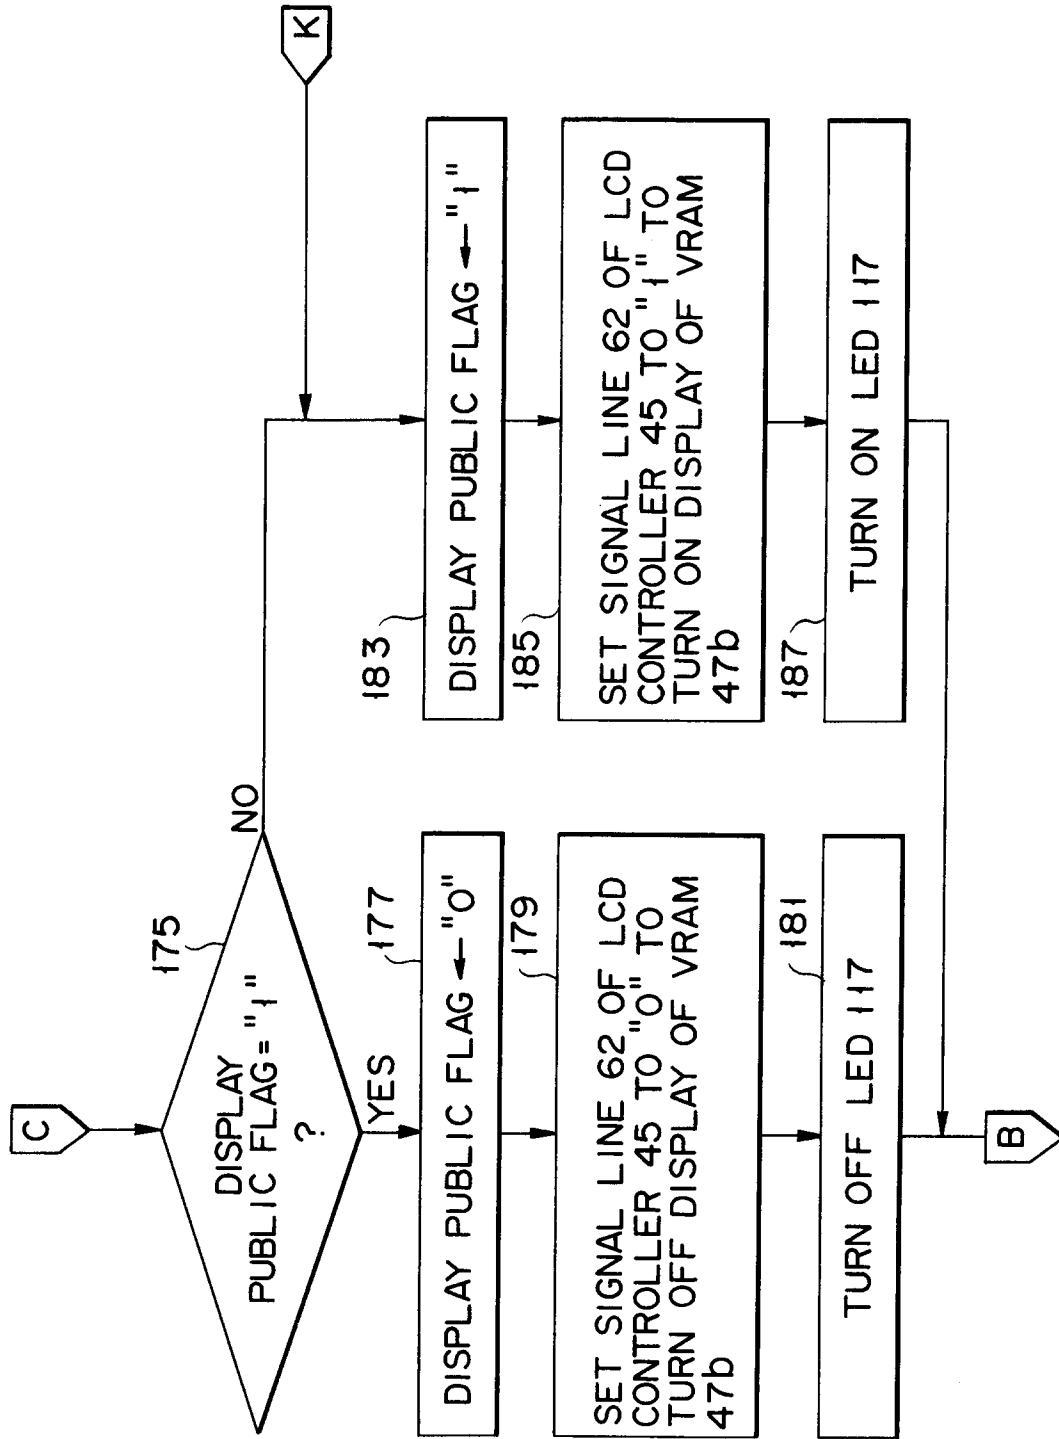 C
175
DISPLAY
PUBLIC FLAG = "1"
?
NO
YES
K
177
DISPLAY PUBLIC FLAG ← "0"
179
SET SIGNAL LINE 62 OF LCD
CONTROLLER 45 TO "0" TO
TURN OFF DISPLAY OF VRAM
47b
181
TURN OFF LED 117
183
DISPLAY PUBLIC FLAG ← "1"
185
SET SIGNAL LINE 62 OF LCD
CONTROLLER 45 TO "1" TO
TURN ON DISPLAY OF VRAM
47b
187
TURN ON LED 117
B